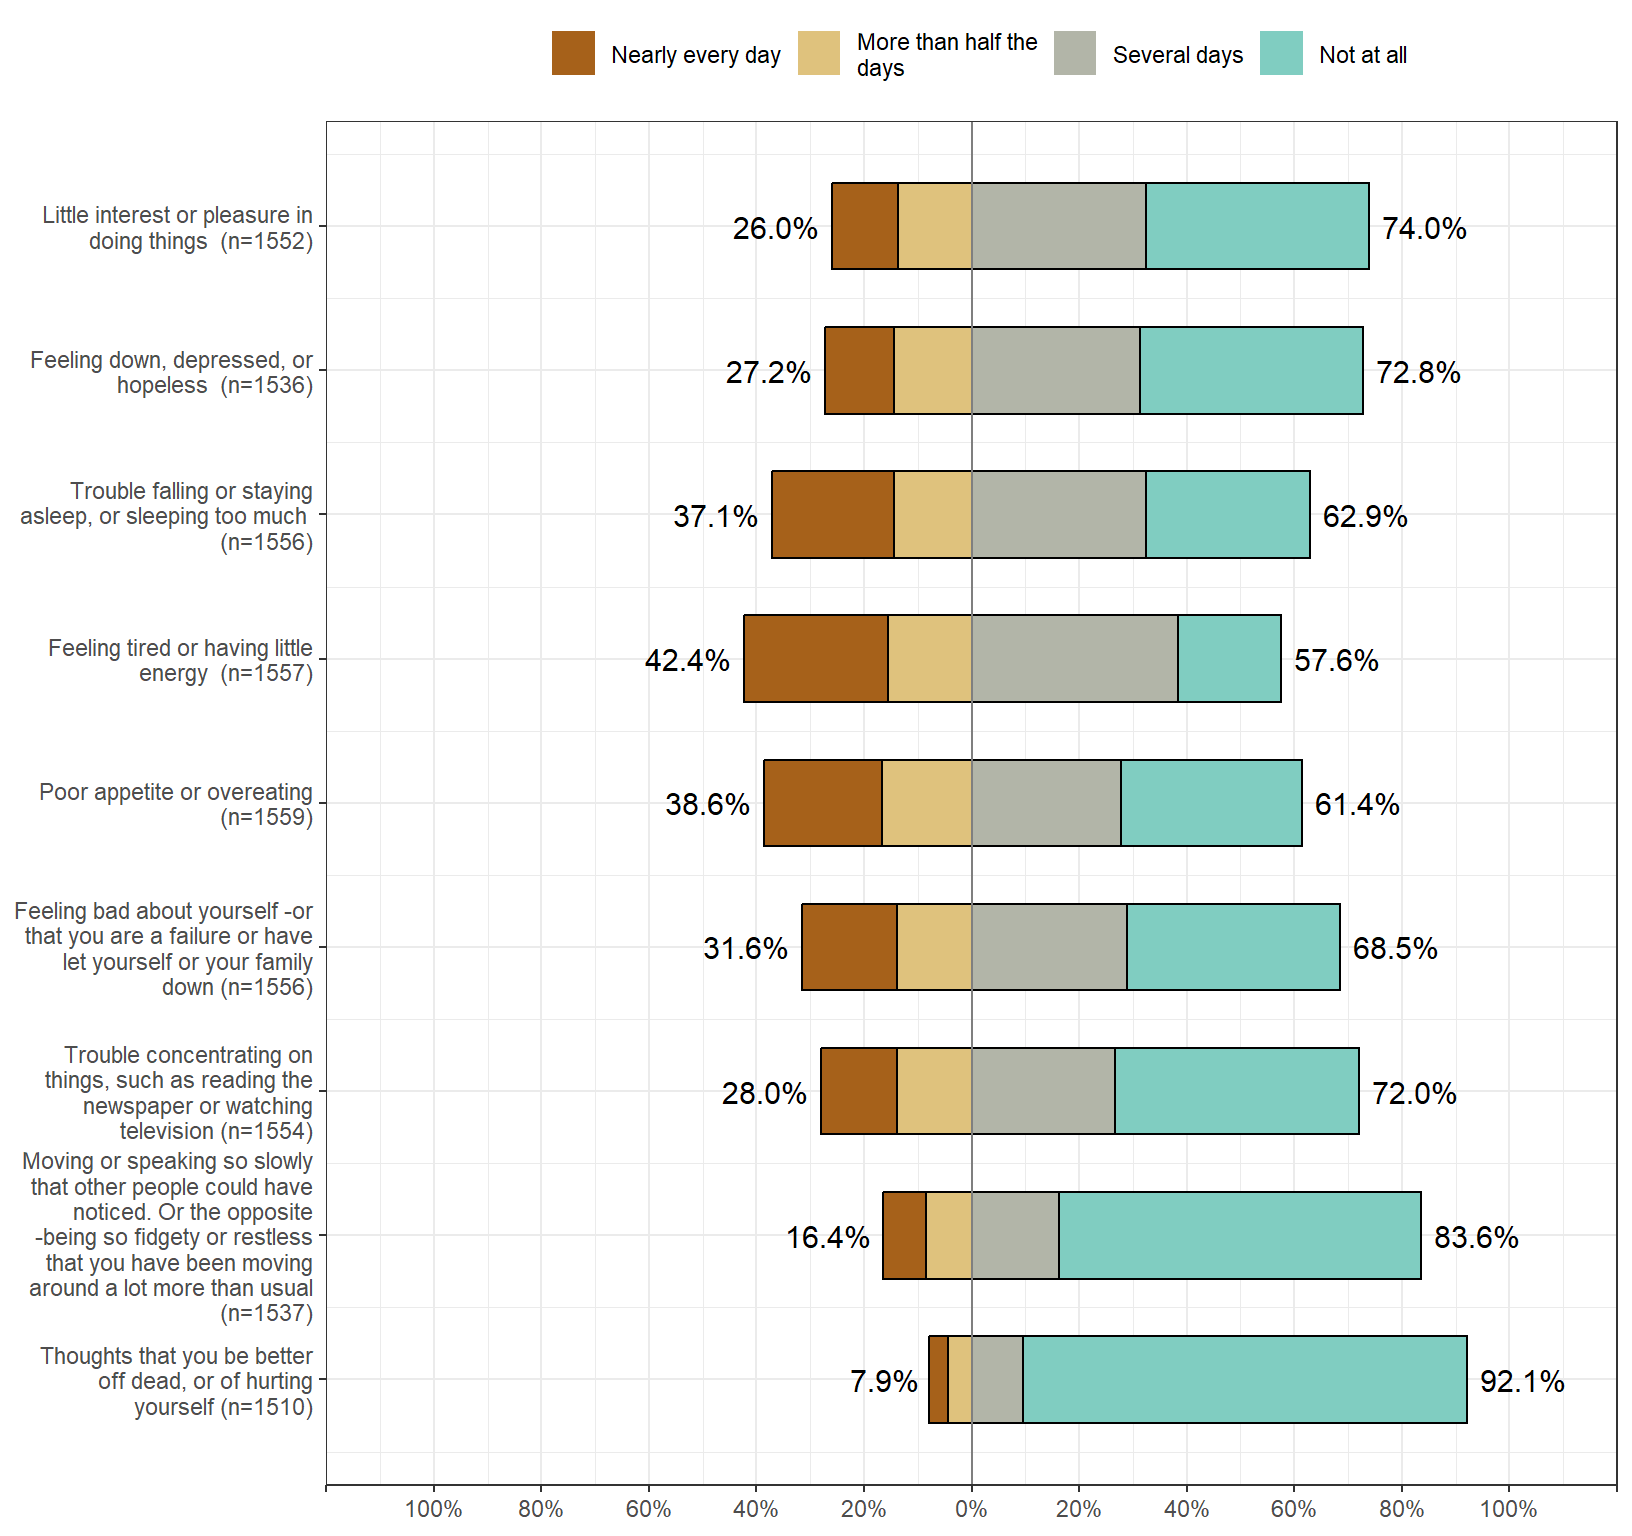 Nearly every day
More than half the
days
Several days
Not at all
Little interest or pleasure in
doing things  (n=1552)
26.0%
74.0%
Feeling down, depressed, or
hopeless  (n=1536)
27.2%
72.8%
Trouble falling or staying
asleep, or sleeping too much
(n=1556)
37.1%
62.9%
Feeling tired or having little
energy  (n=1557)
42.4%
57.6%
Poor appetite or overeating
(n=1559)
38.6%
61.4%
Feeling bad about yourself -or
that you are a failure or have
let yourself or your family
down (n=1556)
31.6%
68.5%
Trouble concentrating on
things, such as reading the
newspaper or watching
television (n=1554)
28.0%
72.0%
Moving or speaking so slowly
that other people could have
noticed. Or the opposite
-being so fidgety or restless
that you have been moving
around a lot more than usual
(n=1537)
16.4%
83.6%
Thoughts that you be better
off dead, or of hurting
yourself (n=1510)
7.9%
92.1%
100% 80% 60% 40% 20% 0% 20% 40% 60% 80% 100%